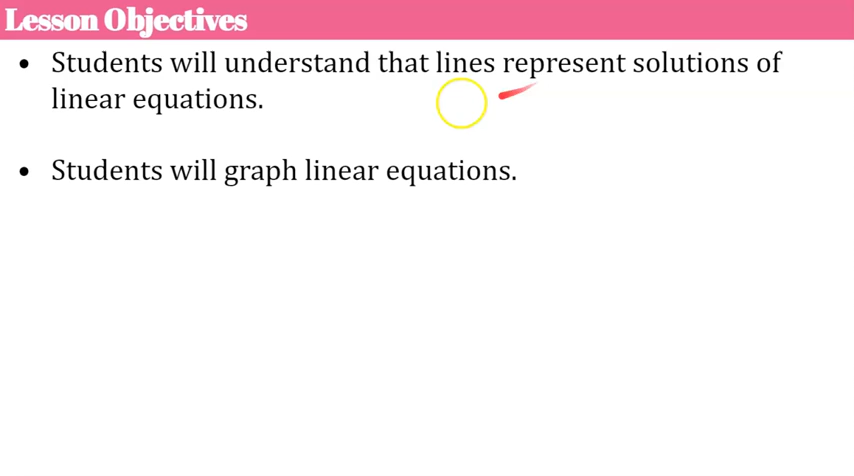 Lesson Objectives
• Students will understand that lines represent solutions of
linear equations.
• Students will graph linear equations.